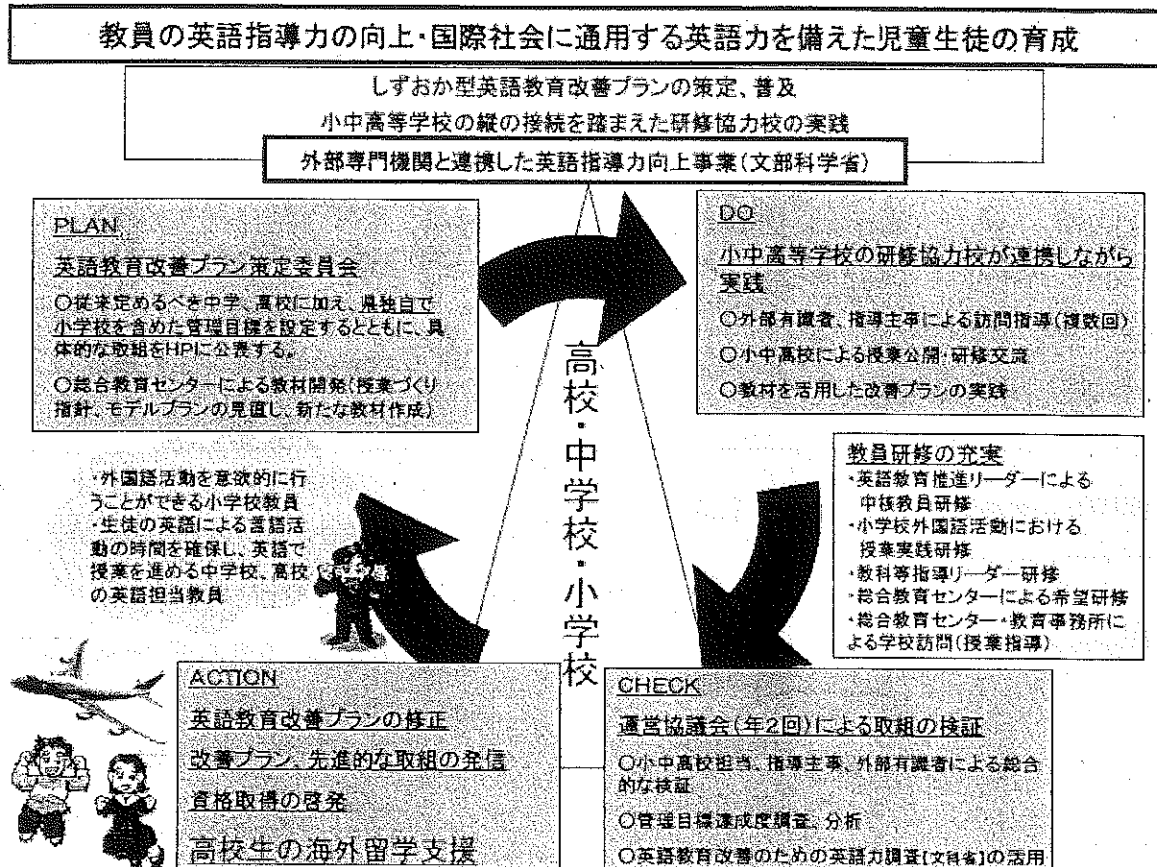 教員の英語指導力の向上・国際社会に通用する英語力を備えた児童生徒の育成
しずおか型英語教育改善プランの策定、普及
小中高等学校の縦の接続を踏まえた研修協力校の実践
外部専門機関と連携した英語指導力向上事業(文部科学省)
PLAN
英語教育改善プラン策定委員会
○従来定めるべき中学、高校に加え、県独自で
小学校を含めた管理目標を設定するとともに、具
体的な取組をHPに公表する。
○総合教育センターによる教材開発(授業づくり
指針、モデルプランの見直し、新たな教材作成)
DO
小中高等学校の研修協力校が連携しながら
実践
○外部有識者、指導主事による訪問指導(複数回)
○小中高校による授業公開・研修交流
○教材を活用した改善プランの実践
高校・中学校・小学校
教員研修の充実
・英語教育推進リーダーによる
中核教員研修
・小学校外国語活動における
授業実践研修
・教科等指導リーダー研修
・総合教育センターによる希望研修
・総合教育センター・教育事務所に
よる学校訪問(授業指導)
・外国語活動を意欲的に行
うことができる小学校教員
・生徒の英語による言語活
動の時間を確保し、英語で
授業を進める中学校、高校
の英語担当教員
CHECK
運営協議会(年2回)による取組の検証
○小中高校担当、指導主事、外部有識者による総合
的な検証
○管理目標達成度調査、分析
○英語教育改善のための英語力調査[文科省]の活用
ACTION
英語教育改善プランの修正
改善プラン、先進的な取組の発信
資格取得の啓発
高校生の海外留学支援